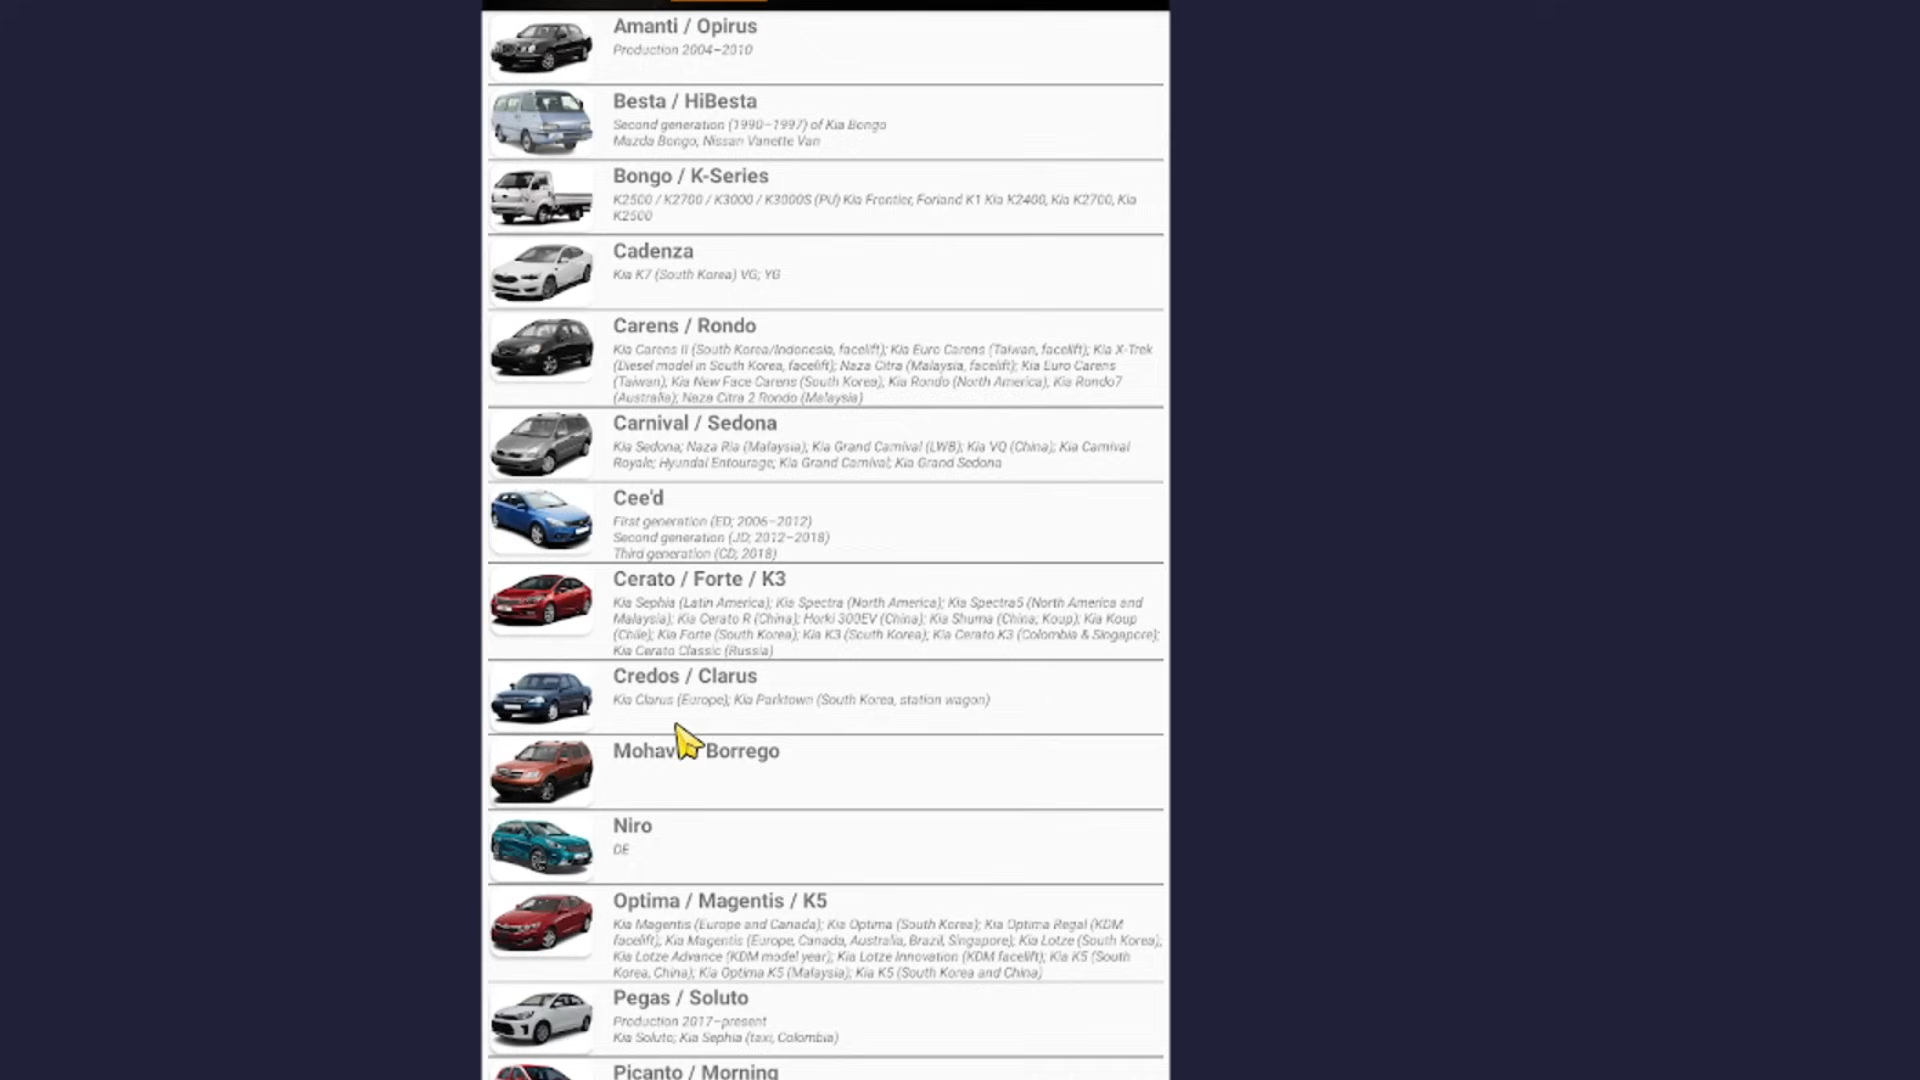 Amanti / Opirus
Production 2004–2010
Besta / HiBesta
Second generation (1990–1997) of Kia Bongo
Mazda Bongo, Nissan Vanette Van
Bongo / K-Series
K2500 / K2700 / K3000 / K3000S (PU) Kia Frontier, Forland K1 Kia K2400, Kia K2700, Kia
K2500
Cadenza
Kia K7 (South Korea) VG; YG
Carens / Rondo
Kia Carens II (South Korea/Indonesia, facelift); Kia Euro Carens (Taiwan, facelift); Kia X-Trek
(Diesel model in South Korea, facelift); Naza Citra (Malaysia, facelift); Kia Euro Carens
(Taiwan), Kia New Face Carens (South Korea), Kia Rondo (North America), Kia Rondo7
(Australia); Naza Citra 2 Rondo (Malaysia)
Carnival / Sedona
Kia Sedona; Naza Ria (Malaysia); Kia Grand Carnival (LWB); Kia VQ (China); Kia Carnival
Royale; Hyundai Entourage; Kia Grand Carnival; Kia Grand Sedona
Cee'd
First generation (ED; 2006–2012)
Second generation (JD; 2012–2018)
Third generation (CD; 2018)
Cerato / Forte / K3
Kia Sephia (Latin America); Kia Spectra (North America); Kia Spectra5 (North America and
Malaysia); Kia Cerato R (China); Horki 300EV (China); Kia Shuma (China; Koup); Kia Koup
(Chile); Kia Forte (South Korea); Kia K3 (South Korea); Kia Cerato K3 (Colombia & Singapore);
Kia Cerato Classic (Russia)
Credos / Clarus
Kia Clarus (Europe); Kia Parktown (South Korea, station wagon)
Borrego
Niro
DE
Optima / Magentis / K5
Kia Magentis (Europe and Canada); Kia Optima (South Korea); Kia Optima Regal (KDM
facelift); Kia Magentis (Europe, Canada, Australia, Brazil, Singapore); Kia Lotze (South Korea);
Kia Lotze Advance (KDM model year); Kia Lotze Innovation (KDM facelift); Kia K5 (South
Korea, China); Kia Optima K5 (Malaysia); Kia K5 (South Korea and China)
Pegas / Soluto
Production 2017–present
Kia Soluto; Kia Sephia (taxi, Colombia)
Picanto / Morning